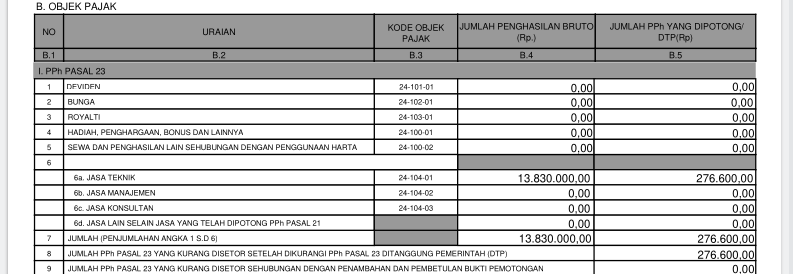 B. OBJEK PAJAK
NO URAIAN KODE OBJEK PAJAK JUMLAH PENGHASILAN BRUTO (Rp.) JUMLAH PPh YANG DIPOTONG/ DTP(Rp)
B.1 B.2 B.3 B.4 B.5
I. PPh PASAL 23
1 DEVIDEN 24-101-01 0,00 0,00
2 BUNGA 24-102-01 0,00 0,00
3 ROYALTI 24-103-01 0,00 0,00
4 HADIAH, PENGHARGAAN, BONUS DAN LAINNYA 24-100-01 0,00 0,00
5 SEWA DAN PENGHASILAN LAIN SEHUBUNGAN DENGAN PENGGUNAAN HARTA 24-100-02 0,00 0,00
6
6a. JASA TEKNIK 24-104-01 13.830.000,00 276.600,00
6b. JASA MANAJEMEN 24-104-02 0,00 0,00
6c. JASA KONSULTAN 24-104-03 0,00 0,00
6d. JASA LAIN SELAIN JASA YANG TELAH DIPOTONG PPh PASAL 21 0,00 0,00
7 JUMLAH (PENJUMLAHAN ANGKA 1 S.D 6) 13.830.000,00 276.600,00
8 JUMLAH PPh PASAL 23 YANG KURANG DISETOR SETELAH DIKURANGI PPh PASAL 23 DITANGGUNG PEMERINTAH (DTP) 276.600,00
9 JUMLAH PPh PASAL 23 YANG KURANG DISETOR SEHUBUNGAN DENGAN PENAMBAHAN DAN PEMBETULAN BUKTI PEMOTONGAN 0,00